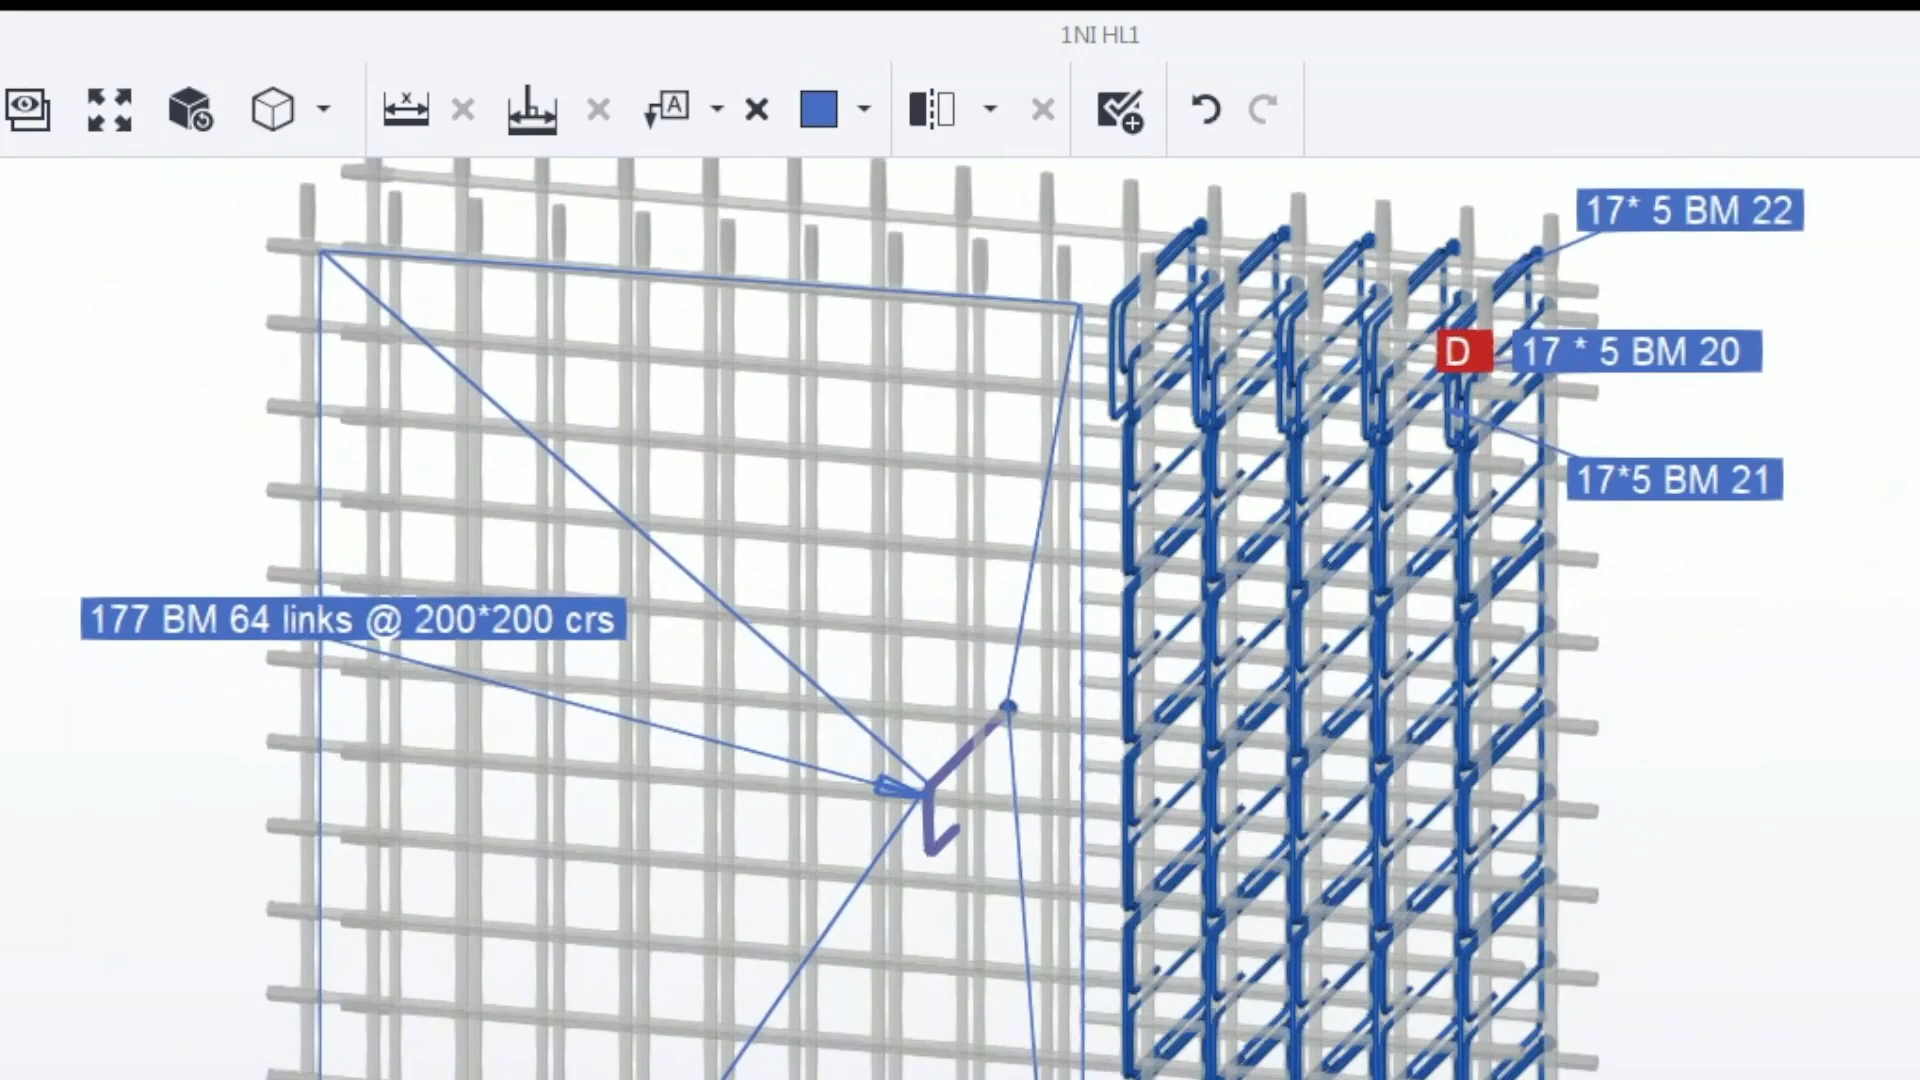 1NI HL1
x
A
17* 5 BM 22
D 17 * 5 BM 20
17*5 BM 21
177 BM 64 links @ 200*200 crs